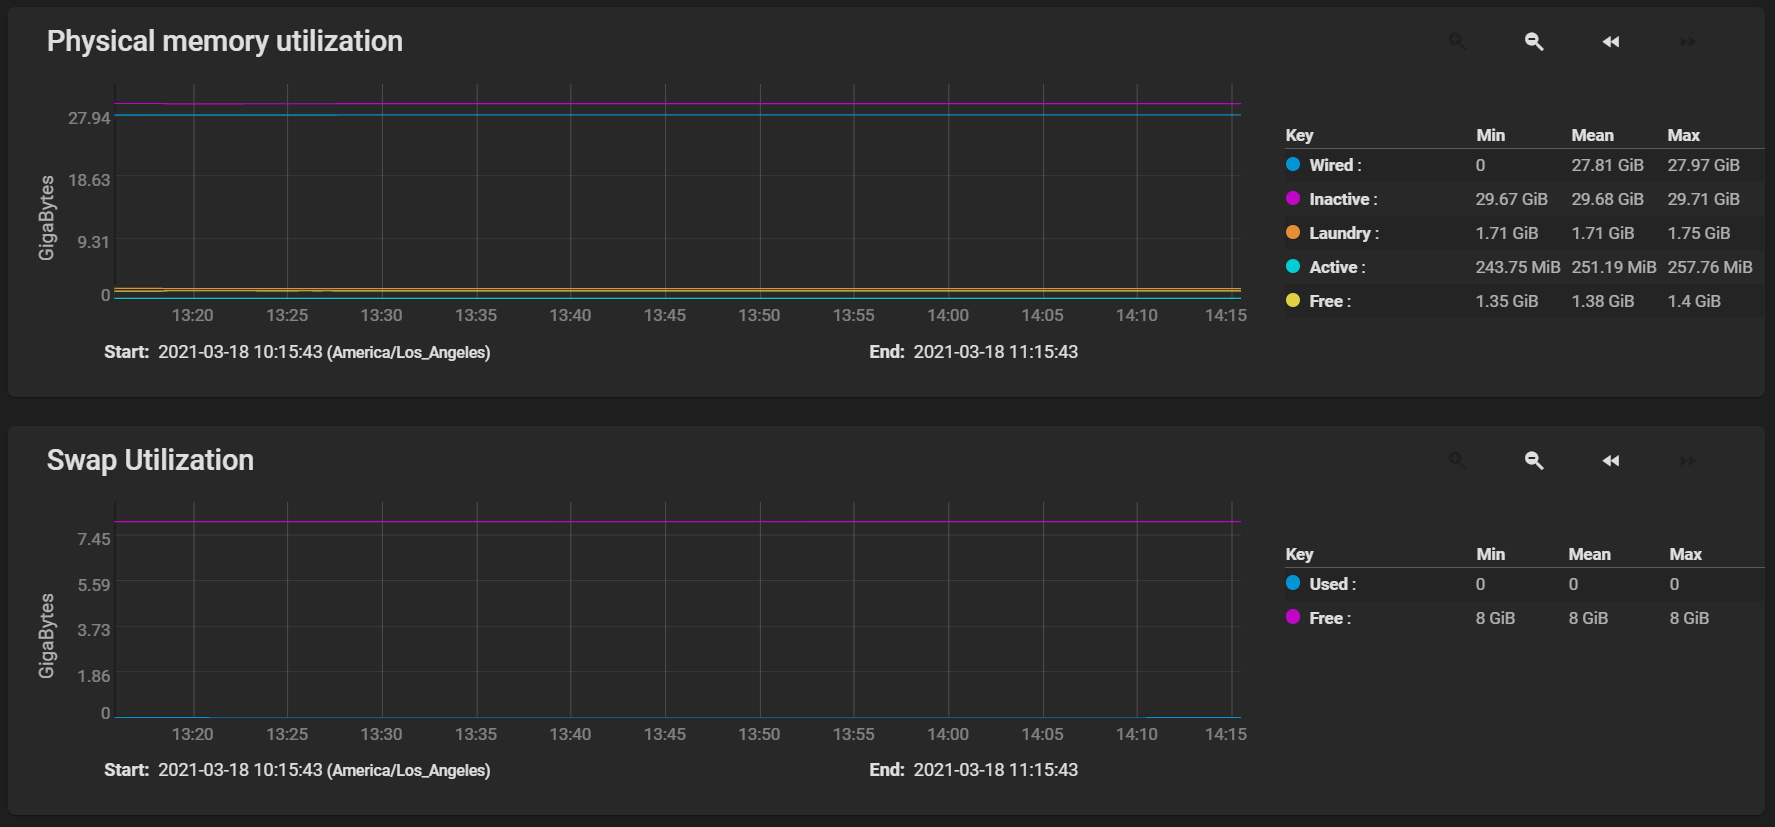 Physical memory utilization
27.94
18.63
9.31
0
GigaBytes
13:20 13:25 13:30 13:35 13:40 13:45 13:50 13:55 14:00 14:05 14:10 14:15
Start: 2021-03-18 10:15:43 (America/Los_Angeles) End: 2021-03-18 11:15:43
Key Min Mean Max
Wired : 0 27.81 GiB 27.97 GiB
Inactive : 29.67 GiB 29.68 GiB 29.71 GiB
Laundry : 1.71 GiB 1.71 GiB 1.75 GiB
Active : 243.75 MiB 251.19 MiB 257.76 MiB
Free : 1.35 GiB 1.38 GiB 1.4 GiB
Swap Utilization
7.45
5.59
3.73
1.86
0
GigaBytes
13:20 13:25 13:30 13:35 13:40 13:45 13:50 13:55 14:00 14:05 14:10 14:15
Start: 2021-03-18 10:15:43 (America/Los_Angeles) End: 2021-03-18 11:15:43
Key Min Mean Max
Used : 0 0 0
Free : 8 GiB 8 GiB 8 GiB